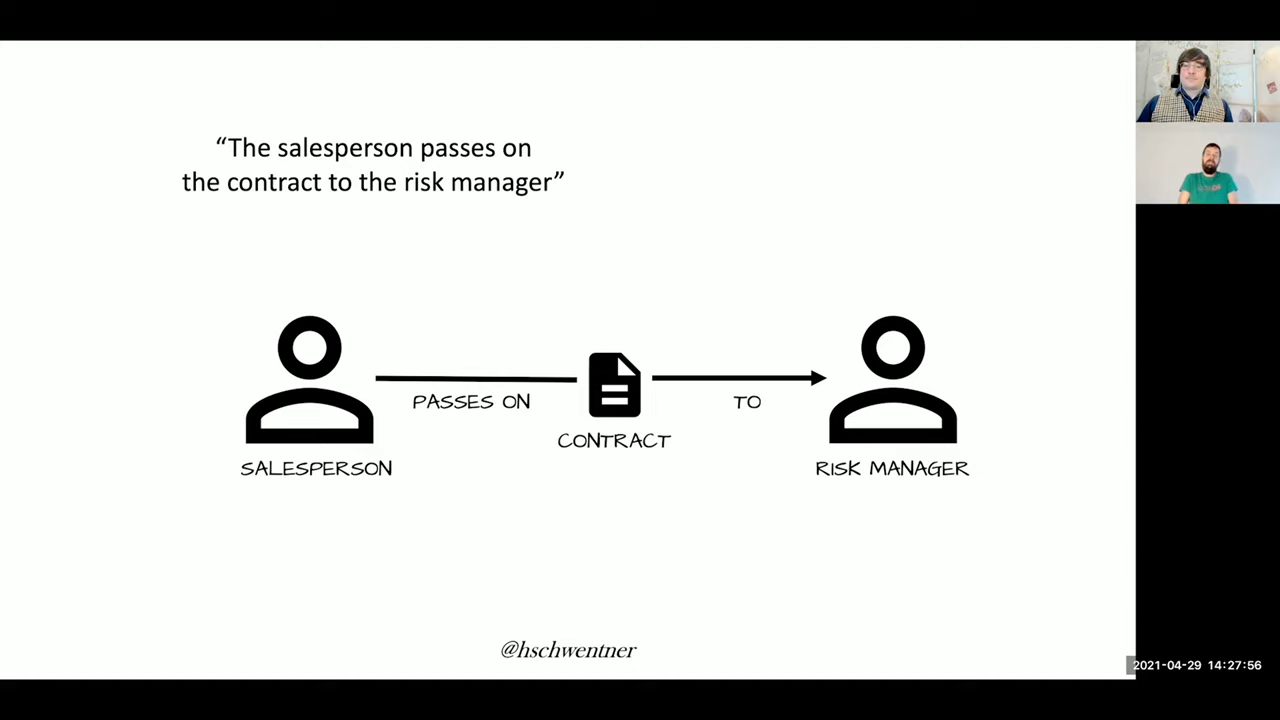 “The salesperson passes on
the contract to the risk manager”
PASSES ON
TO
CONTRACT
SALESPERSON
RISK MANAGER
@hschwentner
2021-04-29 14:27:56